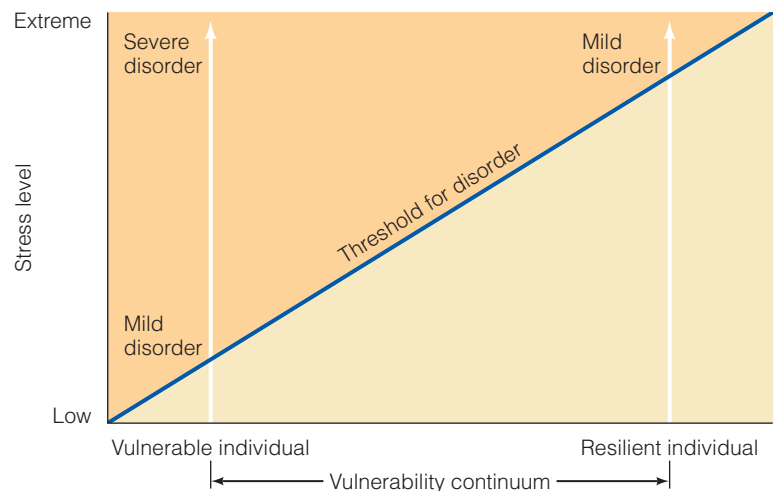 Extreme
Severe
disorder
Mild
disorder
Threshold for disorder
Stress level
Mild
disorder
Low
Vulnerable individual
Resilient individual
Vulnerability continuum